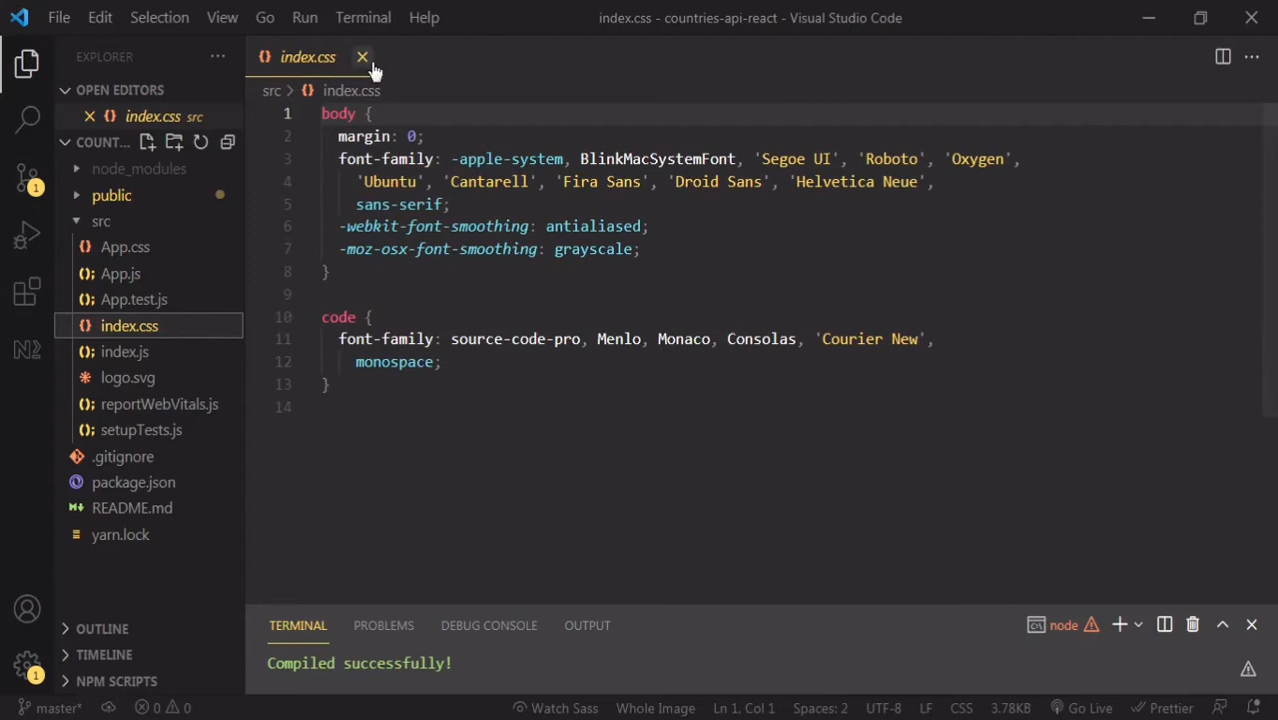 File Edit Selection View Go Run Terminal Help
index.css - countries-api-react - Visual Studio Code
EXPLORER
OPEN EDITORS
index.css src
COUNT...
node_modules
public
src
App.css
App.js
App.test.js
index.css
index.js
logo.svg
reportWebVitals.js
setupTests.js
.gitignore
package.json
README.md
yarn.lock
OUTLINE
TIMELINE
NPM SCRIPTS
1
1
index.css
src > index.css
1 body {
2 margin: 0;
3 font-family: -apple-system, BlinkMacSystemFont, 'Segoe UI', 'Roboto', 'Oxygen',
4 'Ubuntu', 'Cantarell', 'Fira Sans', 'Droid Sans', 'Helvetica Neue',
5 sans-serif;
6 -webkit-font-smoothing: antialiased;
7 -moz-osx-font-smoothing: grayscale;
8 }
9
10 code {
11 font-family: source-code-pro, Menlo, Monaco, Consolas, 'Courier New',
12 monospace;
13 }
14
TERMINAL PROBLEMS DEBUG CONSOLE OUTPUT
node
Compiled successfully!
master* 0 0 Watch Sass Whole Image Ln 1, Col 1 Spaces: 2 UTF-8 LF CSS 3.78KB Go Live Prettier